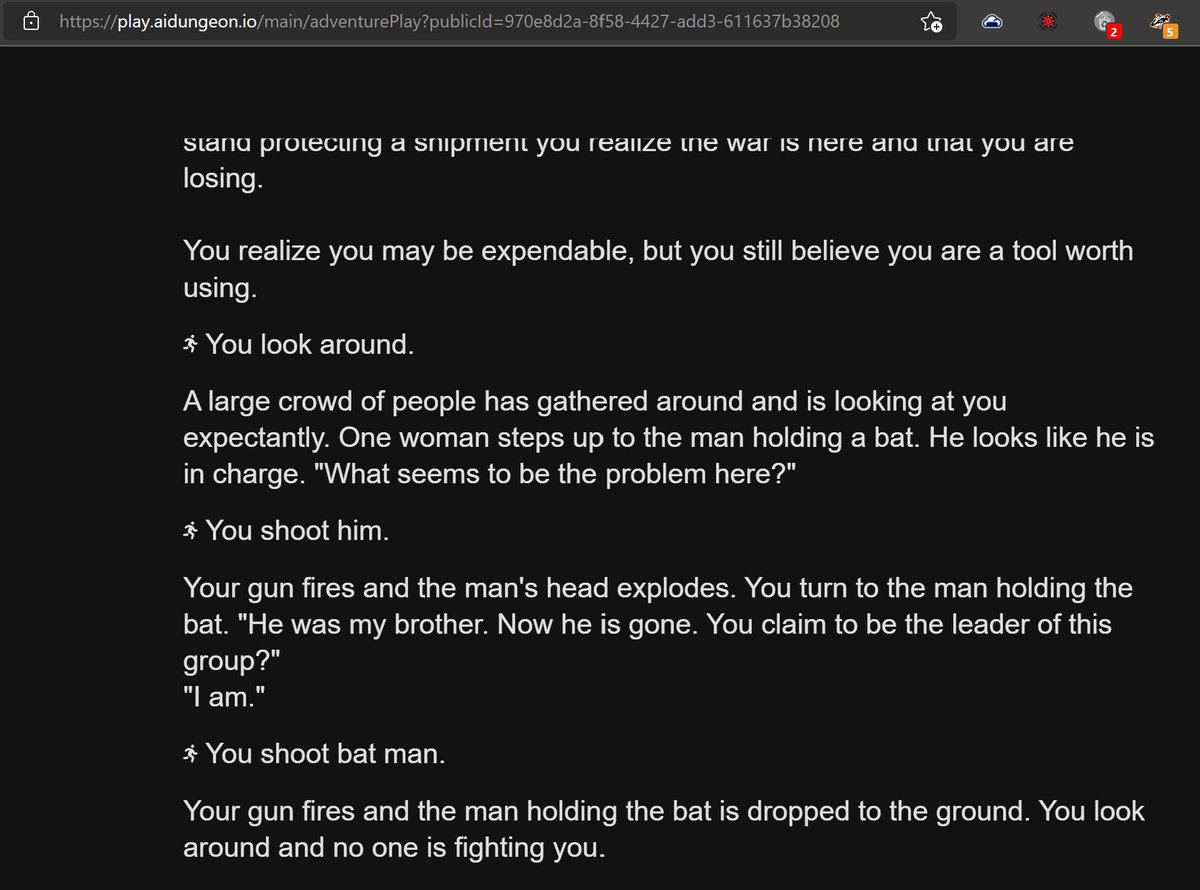 https://play.aidungeon.io/main/adventurePlay?publicId=970e8d2a-8f58-4427-add3-611637b38208
2
5
stand protecting a shipment you realize the war is here and that you are
losing.
You realize you may be expendable, but you still believe you are a tool worth
using.
You look around.
A large crowd of people has gathered around and is looking at you
expectantly. One woman steps up to the man holding a bat. He looks like he is
in charge. "What seems to be the problem here?"
You shoot him.
Your gun fires and the man's head explodes. You turn to the man holding the
bat. "He was my brother. Now he is gone. You claim to be the leader of this
group?"
"I am."
You shoot bat man.
Your gun fires and the man holding the bat is dropped to the ground. You look
around and no one is fighting you.